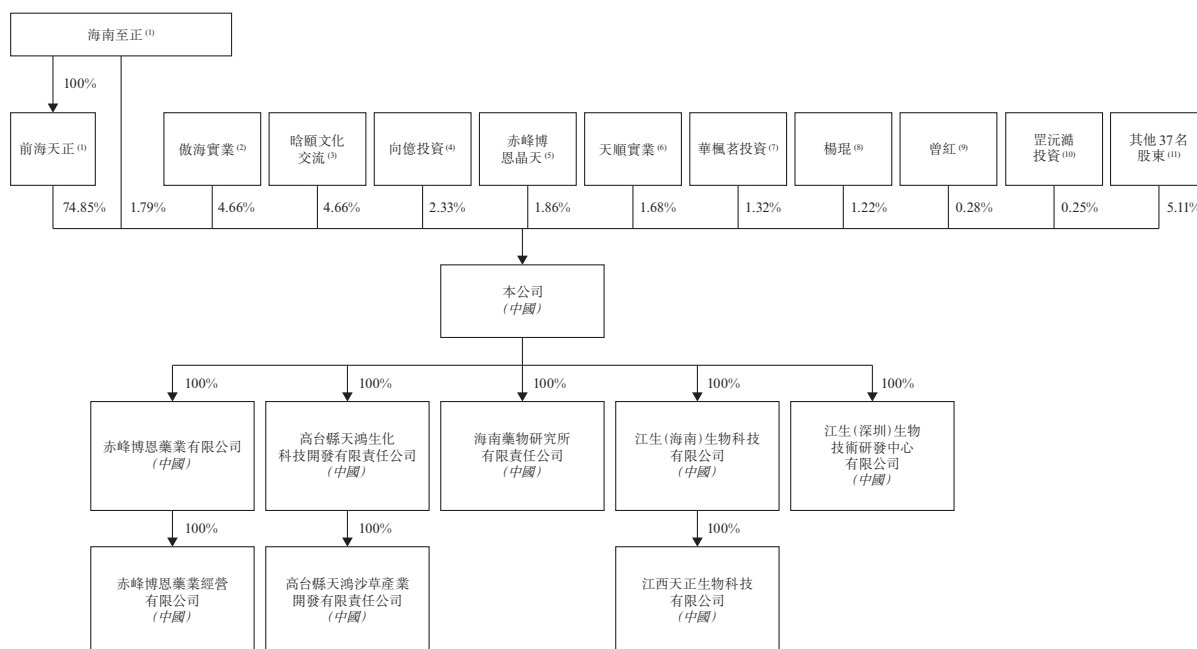 海南至正 (1)
100%
前海天正 (1)
傲海實業 (2)
晗頤文化
交流 (3)
向億投資 (4)
赤峰博
恩晶天 (5)
天順實業 (6)
華楓茗投資 (7)
楊琨 (8)
曾紅 (9)
罡沅澔
投資 (10)
其他 37 名
股東 (11)
74.85%
1.79%
4.66%
4.66%
2.33%
1.86%
1.68%
1.32%
1.22%
0.28%
0.25%
5.11%
本公司
(中國)
100%
100%
100%
100%
100%
赤峰博恩藥業有限公司
(中國)
高台縣天鴻生化
科技開發有限責任公司
(中國)
海南藥物研究所
有限責任公司
(中國)
江生(海南)生物科技
有限公司
(中國)
江生(深圳)生物
技術研發中心
有限公司
(中國)
100%
100%
100%
赤峰博恩藥業經營
有限公司
(中國)
高台縣天鴻沙草產業
開發有限責任公司
(中國)
江西天正生物科技
有限公司
(中國)